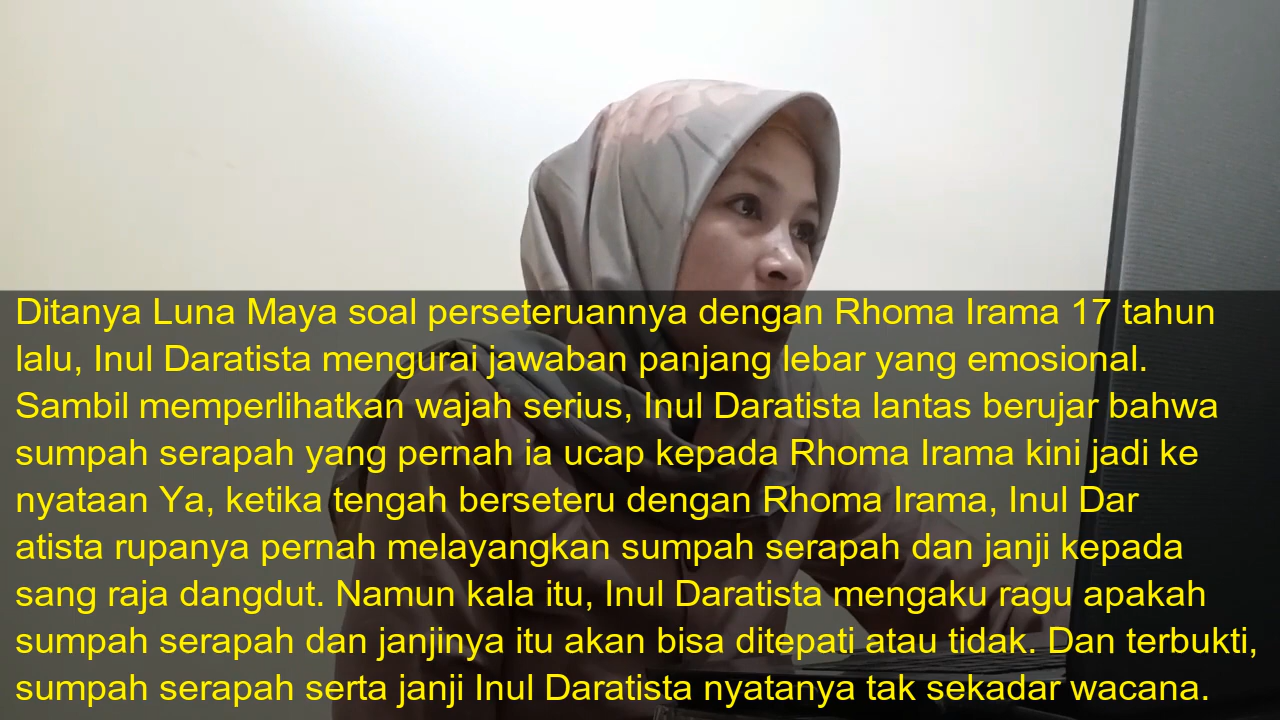 Ditanya Luna Maya soal perseteruannya dengan Rhoma Irama 17 tahun
lalu, Inul Daratista mengurai jawaban panjang lebar yang emosional.
Sambil memperlihatkan wajah serius, Inul Daratista lantas berujar bahwa
sumpah serapah yang pernah ia ucap kepada Rhoma Irama kini jadi ke
nyataan Ya, ketika tengah berseteru dengan Rhoma Irama, Inul Dar
atista rupanya pernah melayangkan sumpah serapah dan janji kepada
sang raja dangdut. Namun kala itu, Inul Daratista mengaku ragu apakah
sumpah serapah dan janjinya itu akan bisa ditepati atau tidak. Dan terbukti,
sumpah serapah serta janji Inul Daratista nyatanya tak sekadar wacana.